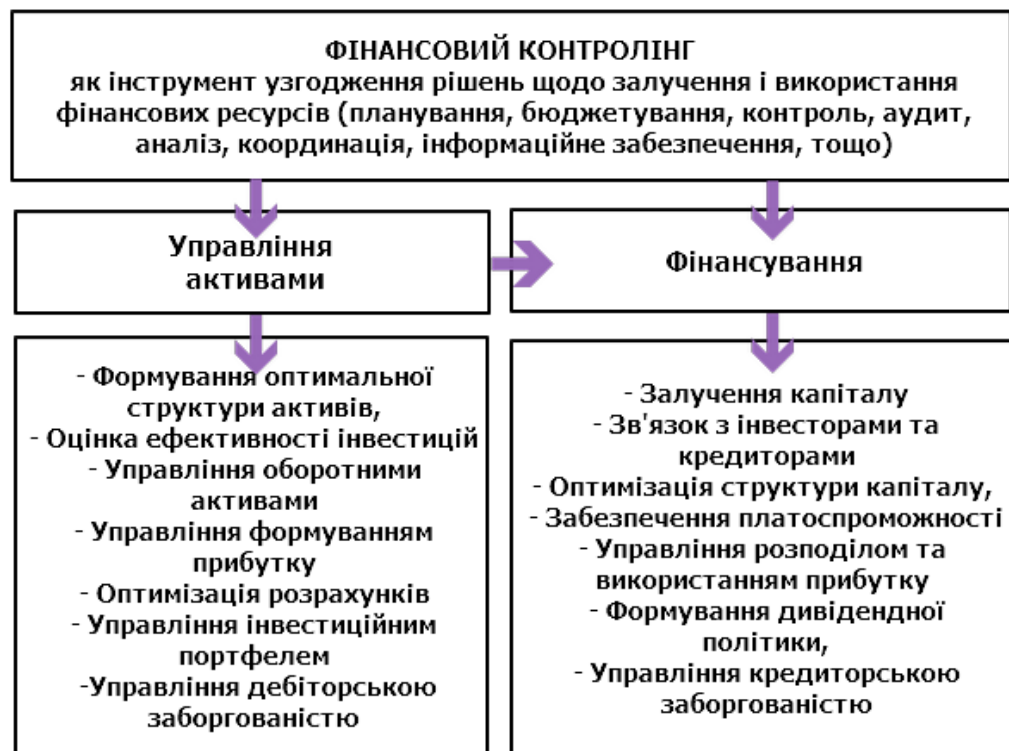 ФІНАНСОВИЙ КОНТРОЛІНГ
як інструмент узгодження рішень щодо залучення і використання
фінансових ресурсів (планування, бюджетування, контроль, аудит,
аналіз, координація, інформаційне забезпечення, тощо)
Управління
активами
Фінансування
- Формування оптимальної
структури активів,
- Оцінка ефективності інвестицій
- Управління оборотними
активами
- Управління формуванням
прибутку
- Оптимізація розрахунків
- Управління інвестиційним
портфелем
-Управління дебіторською
заборгованістю
- Залучення капіталу
- Зв'язок з інвесторами та
кредиторами
- Оптимізація структури капіталу,
- Забезпечення платоспроможності
- Управління розподілом та
використанням прибутку
- Формування дивідендної
політики,
- Управління кредиторською
заборгованістю